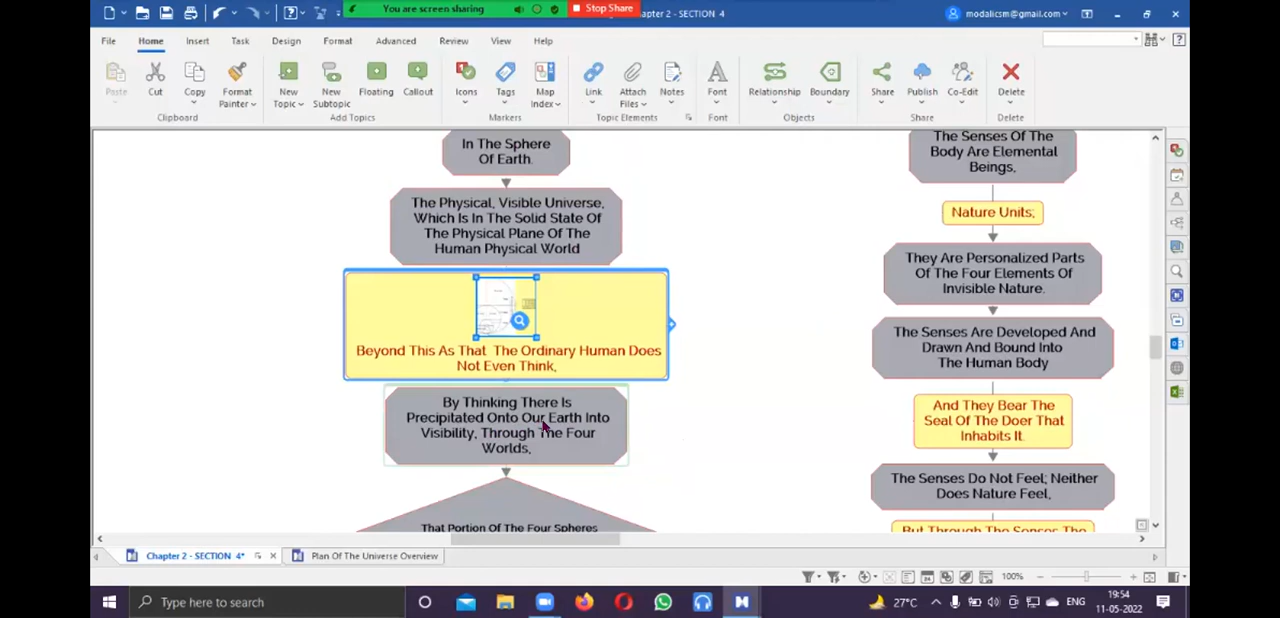 You are screen sharing
Stop Share
hapter 2 - SECTION 4
modalicsm@gmail.com
File Home Insert Task Design Format Advanced Review View Help
Paste Cut Copy Format Painter New Topic New Subtopic Floating Callout Icons Tags Map Index Link Attach Files Notes Font Relationship Boundary Share Publish Co-Edit Delete
Clipboard Add Topics Markers Topic Elements Font Objects Share Delete
In The Sphere
Of Earth.
The Physical, Visible Universe,
Which Is In The Solid State Of
The Physical Plane Of The
Human Physical World
Beyond This As That The Ordinary Human Does
Not Even Think,
By Thinking There Is
Precipitated Onto Our Earth Into
Visibility, Through The Four
Worlds,
That Portion Of The Four Spheres
The Senses Of The
Body Are Elemental
Beings,
Nature Units;
They Are Personalized Parts
Of The Four Elements Of
Invisible Nature.
The Senses Are Developed And
Drawn And Bound Into
The Human Body
And They Bear The
Seal Of The Doer That
Inhabits It.
The Senses Do Not Feel; Neither
Does Nature Feel,
But Through The Senses The
Chapter 2 - SECTION 4*
Plan Of The Universe Overview
100%
Type here to search
27°C
ENG
19:54
11-05-2022